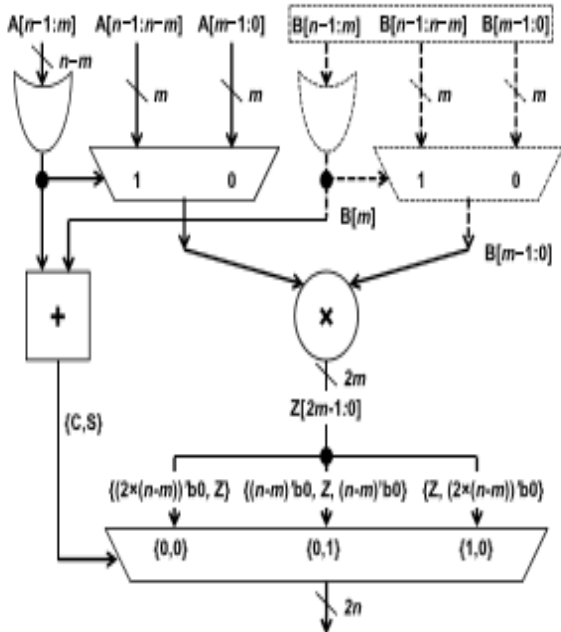 A[n-1:m] A[n-1:n-m] A[m-1:0] B[n-1:m] B[n-1:n-m] B[m-1:0]
n-m m m m m
1 0 1 0
B[m]
B[m-1:0]
+ ×
2m
Z[2m-1:0]
{C,S}
{(2×(n-m))'b0, Z} {(n-m)'b0, Z, (n-m)'b0} {Z, (2×(n-m))'b0}
{0,0} {0,1} {1,0}
2n